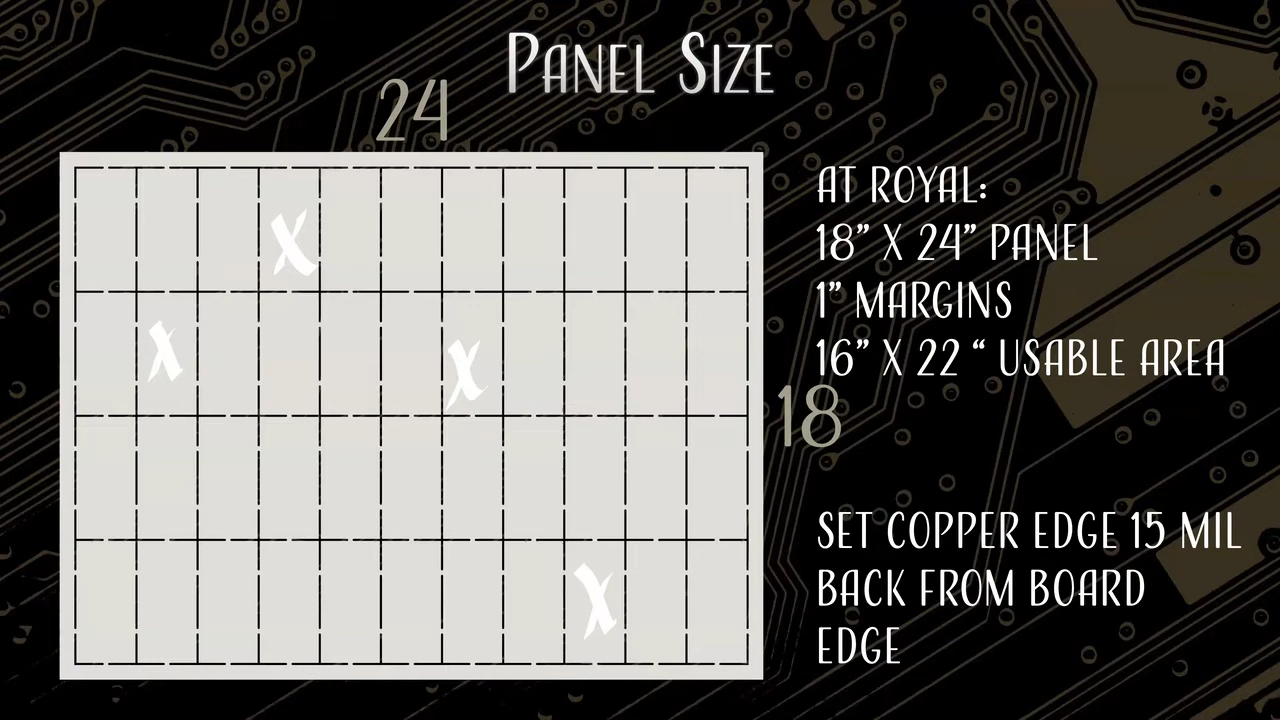 PANEL SIZE
24
AT ROYAL:
18” X 24” PANEL
1” MARGINS
16” X 22 “ USABLE AREA
18
SET COPPER EDGE 15 MIL
BACK FROM BOARD
EDGE
X
X
X
X